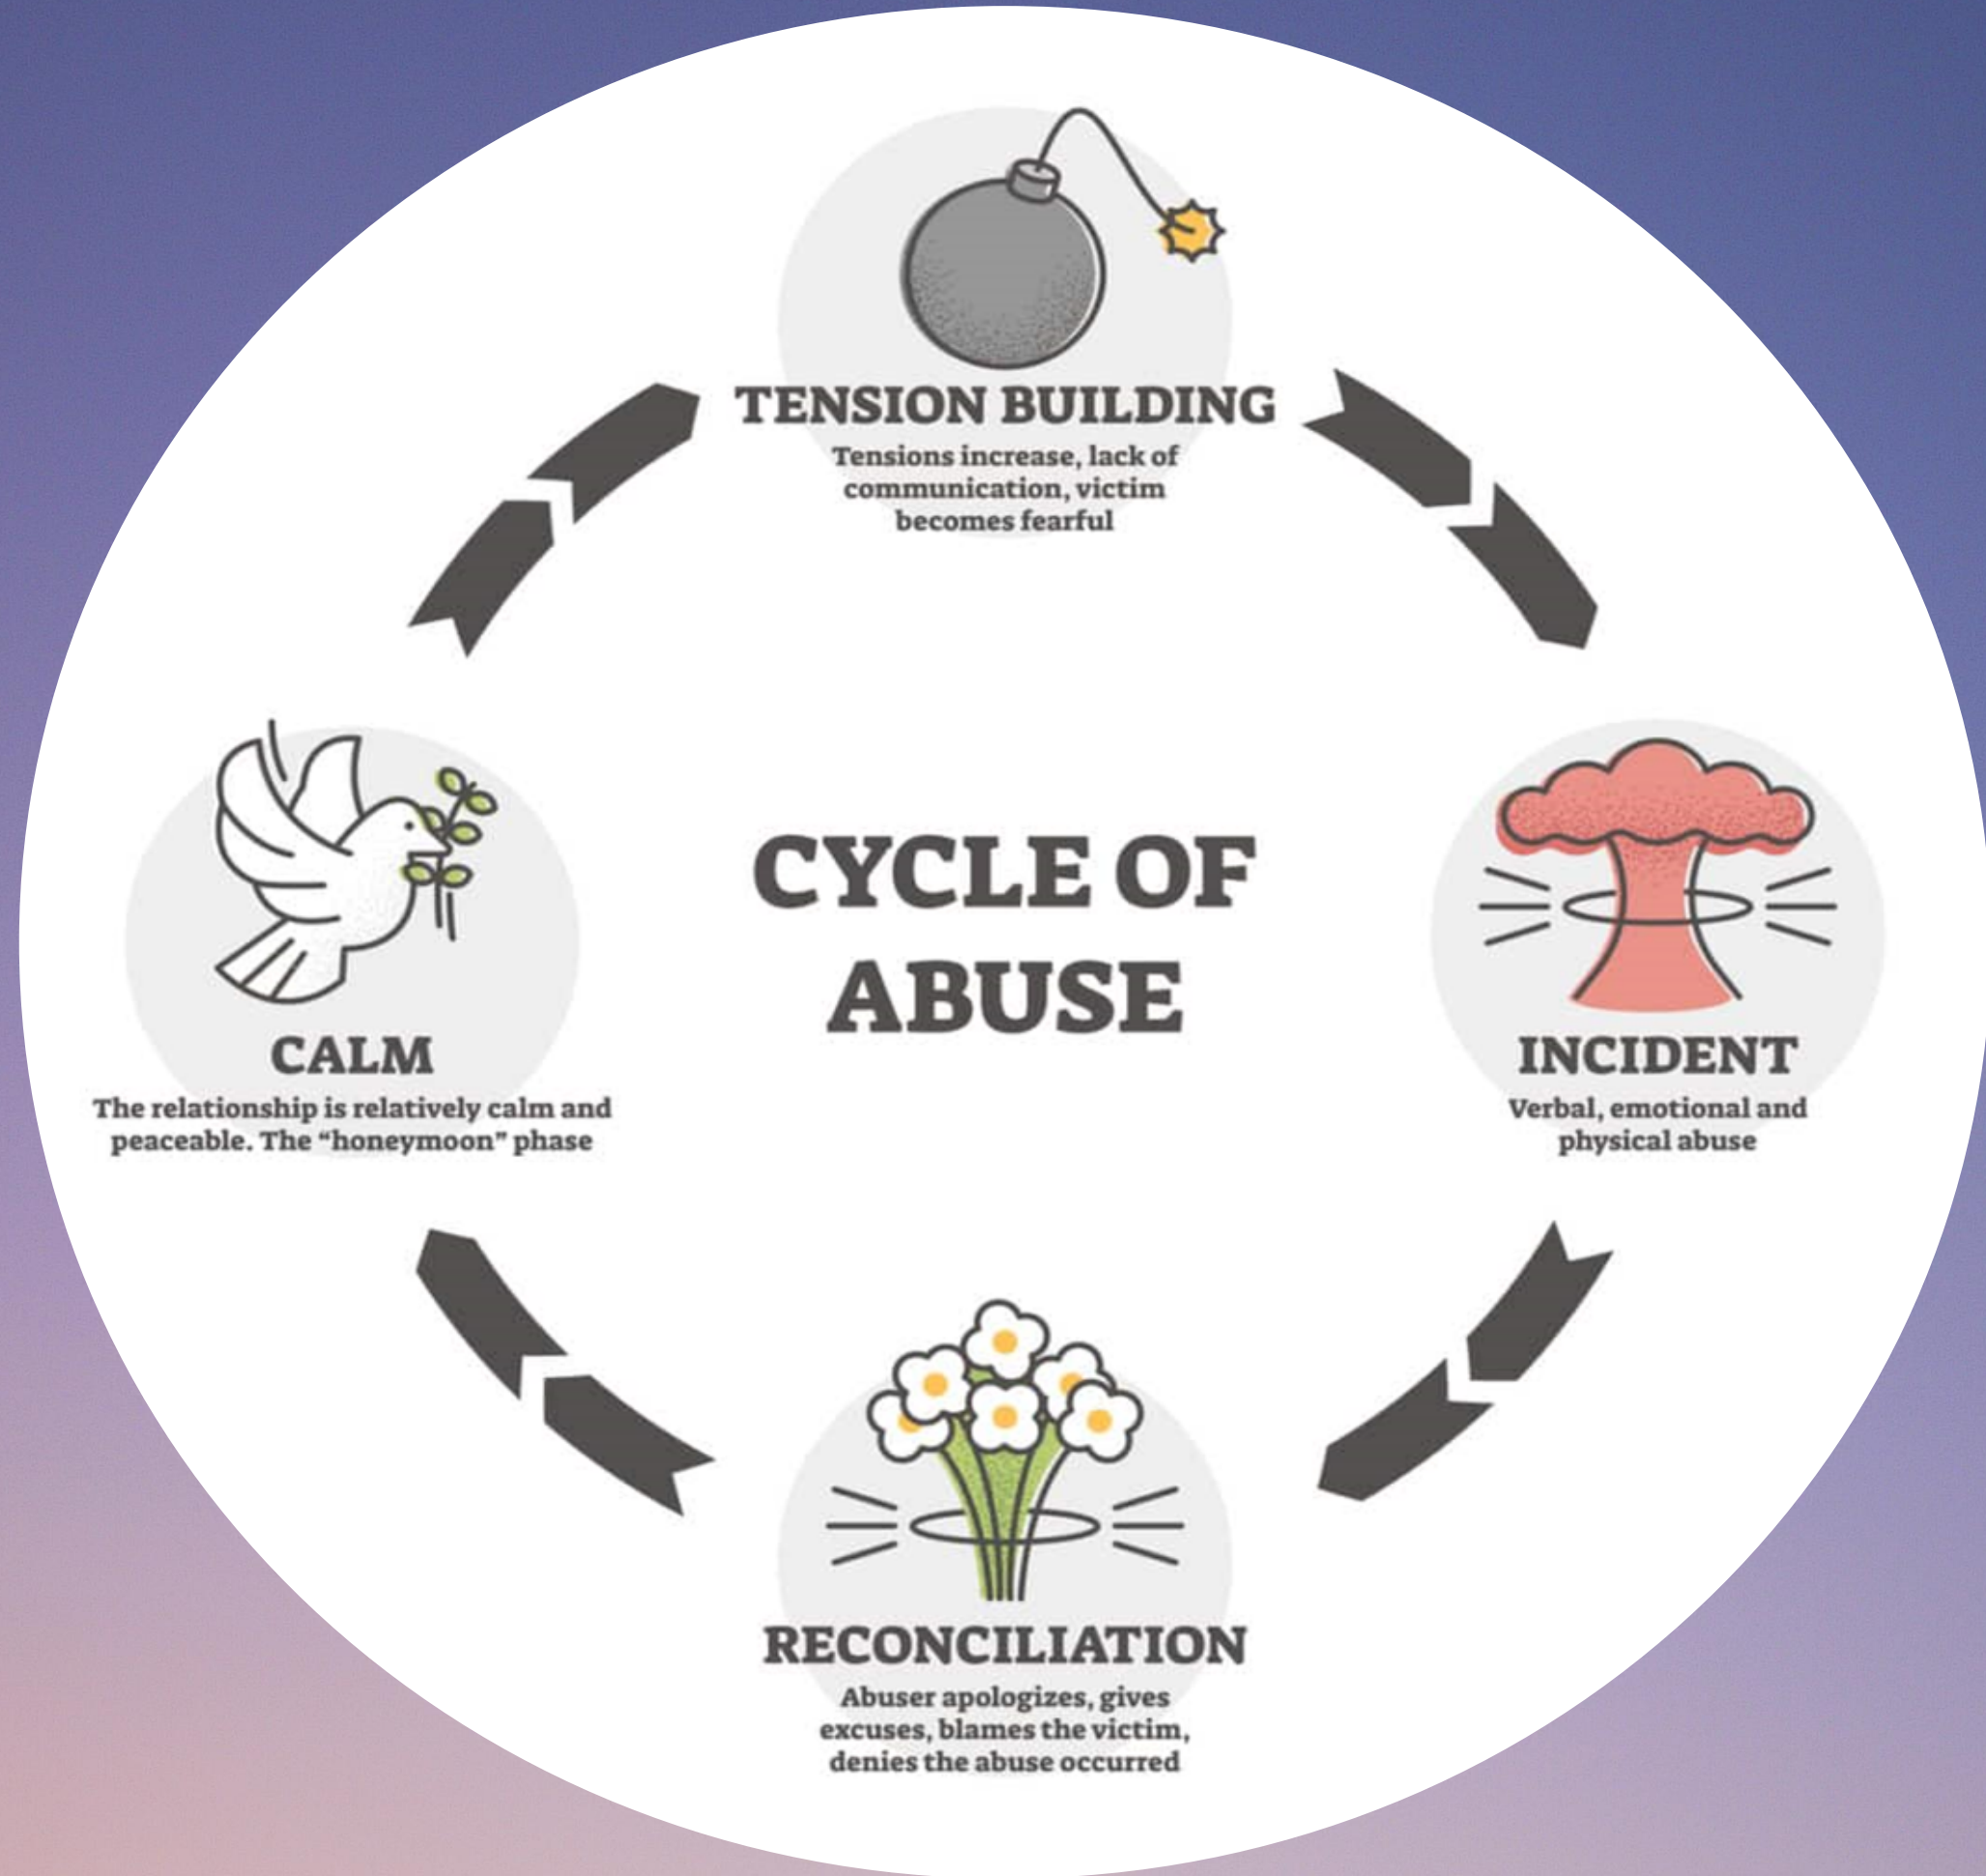 TENSION BUILDING
Tensions increase, lack of
communication, victim
becomes fearful
CYCLE OF
ABUSE
CALM
The relationship is relatively calm and
peaceable. The “honeymoon” phase
INCIDENT
Verbal, emotional and
physical abuse
RECONCILIATION
Abuser apologizes, gives
excuses, blames the victim,
denies the abuse occurred